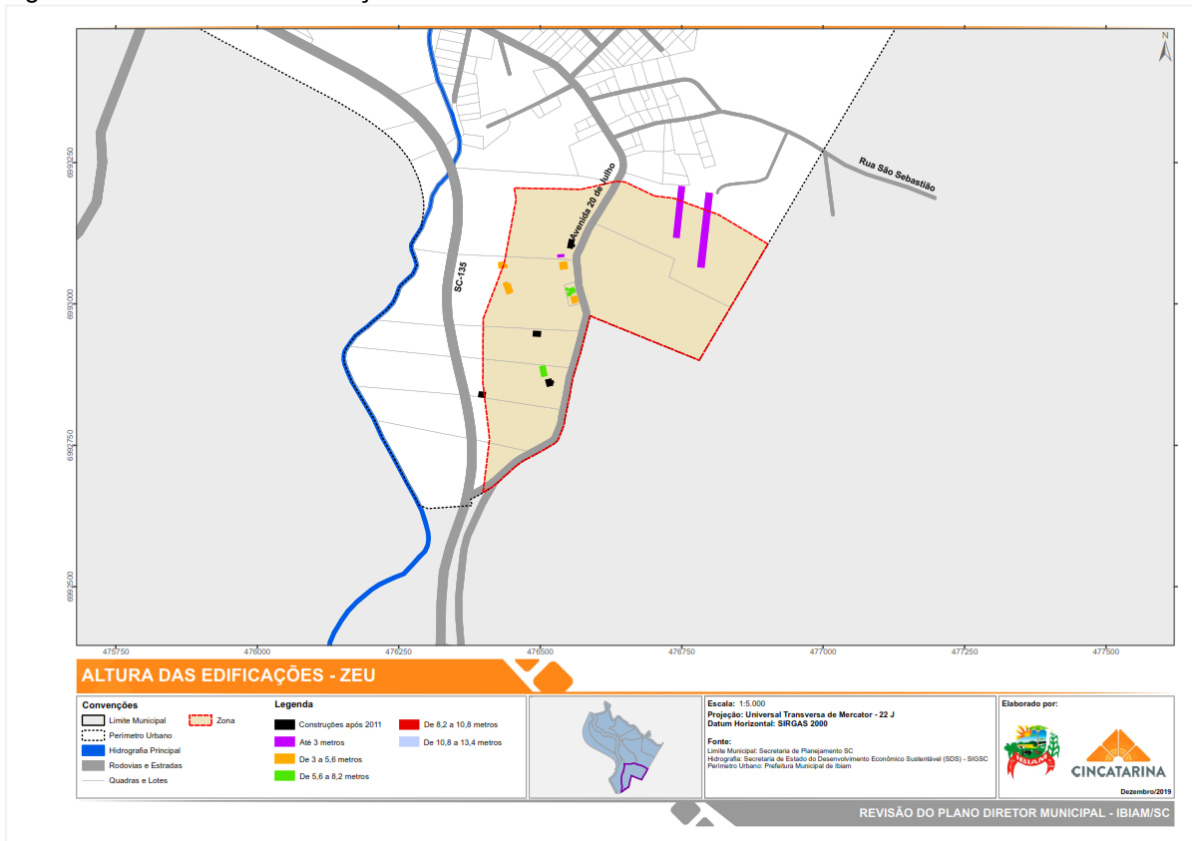 N
Rua São Sebastião
Avenida 20 de Julho
SC-135
6993250
6993000
6992750
6992500
475750 476000 476250 476500 476750 477000 477250 477500
ALTURA DAS EDIFICAÇÕES - ZEU
Convenções
Limite Municipal
Zona
Perímetro Urbano
Hidrografia Principal
Rodovias e Estradas
Quadras e Lotes
Legenda
Construções após 2011
Até 3 metros
De 3 a 5,6 metros
De 5,6 a 8,2 metros
De 8,2 a 10,8 metros
De 10,8 a 13,4 metros
Escala: 1:5.000
Projeção: Universal Transversa de Mercator - 22 J
Datum Horizontal: SIRGAS 2000
Fonte:
Limite Municipal: Secretaria de Planejamento SC
Hidrografia: Secretaria de Estado do Desenvolvimento Econômico Sustentável (SDS) - SIGSC
Perímetro Urbano: Prefeitura Municipal de Ibiam
Elaborado por:
IBIAM
CINCATARINA
Dezembro/2019
REVISÃO DO PLANO DIRETOR MUNICIPAL - IBIAM/SC